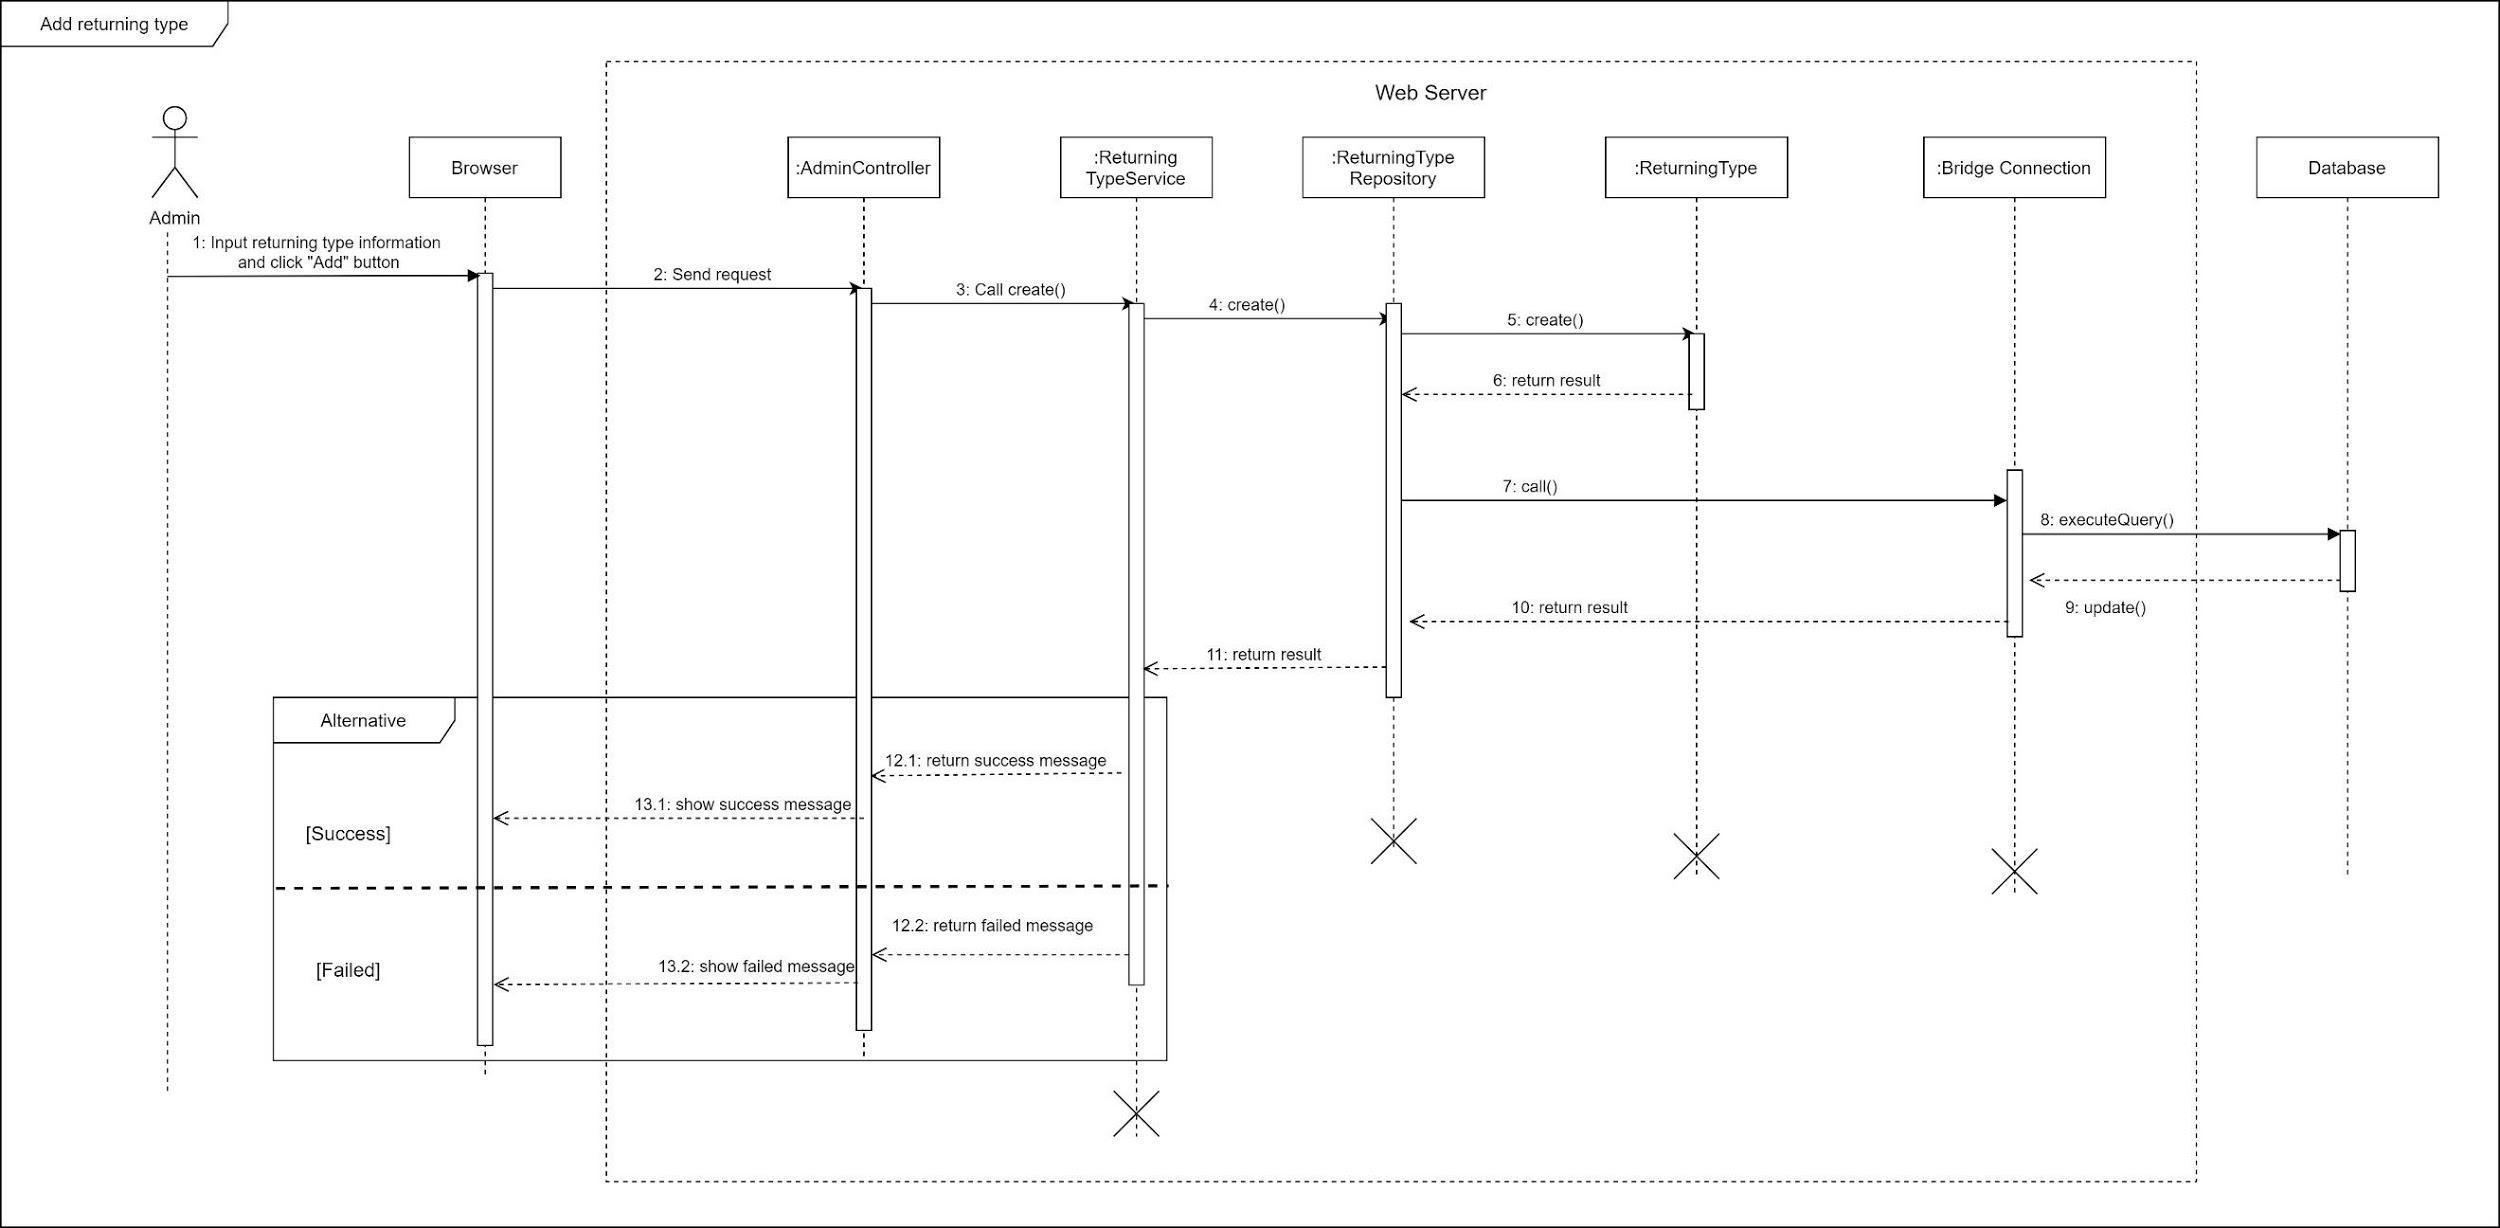 Add returning type
Web Server
Browser
:AdminController
:Returning
TypeService
:ReturningType
Repository
:ReturningType
:Bridge Connection
Database
Admin
1: Input returning type information
and click "Add" button
2: Send request
3: Call create()
4: create()
5: create()
6: return result
7: call()
8: executeQuery()
9: update()
10: return result
11: return result
Alternative
12.1: return success message
13.1: show success message
[Success]
12.2: return failed message
13.2: show failed message
[Failed]